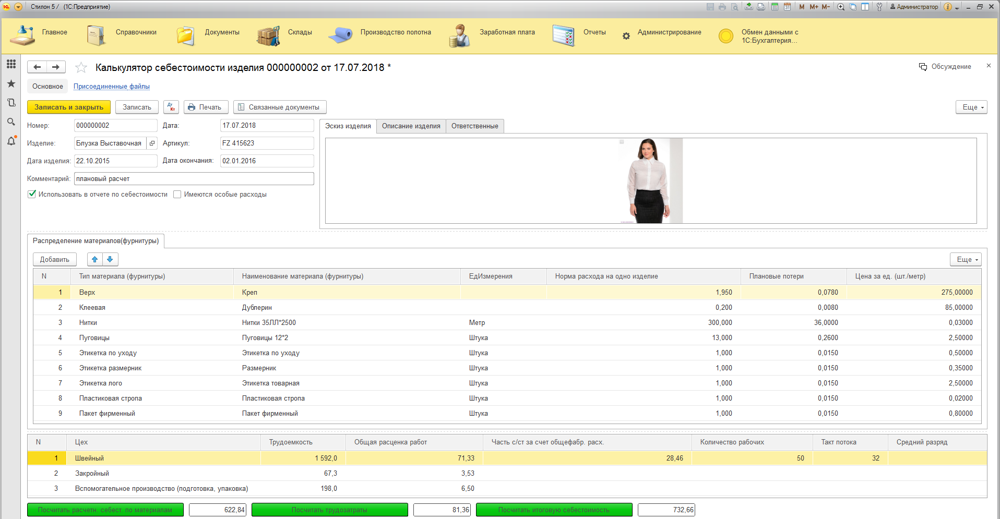 Стилон 5 / (1С:Предприятие)
M M+ M- Администратор
Главное Справочники Документы Склады Производство полотна Заработная плата Отчеты Администрирование Обмен данными с
1С:Бухгалтерия...
Калькулятор себестоимости изделия 000000002 от 17.07.2018 *
Обсуждение
Основное Присоединенные файлы
Записать и закрыть Записать Дт Кт Печать Связанные документы Еще
Номер: 000000002 Дата: 17.07.2018
Изделие: Блузка Выставочная Артикул: FZ 415623
Дата изделия: 22.10.2015 Дата окончания: 02.01.2016
Комментарий: плановый расчет
Использовать в отчете по себестоимости Имеются особые расходы
Эскиз изделия Описание изделия Ответственные
Распределение материалов(фурнитуры)
Добавить Еще
N Тип материала (фурнитуры) Наименование материала (фурнитуры) ЕдИзмерения Норма расхода на одно изделие Плановые потери Цена за ед. (шт./метр)
1 Верх Креп 1,950 0,0780 275,00000
2 Клеевая Дублерин 0,200 0,0080 85,00000
3 Нитки Нитки 35ЛЛ*2500 Метр 300,000 36,0000 0,03000
4 Пуговицы Пуговицы 12*2 Штука 13,000 0,2600 2,50000
5 Этикетка по уходу Этикетка по уходу Штука 1,000 0,0150 0,50000
6 Этикетка размерник Размерник Штука 1,000 0,0150 0,35000
7 Этикетка лого Этикетка товарная Штука 1,000 0,0150 2,50000
8 Пластиковая стропа Пластиковая стропа Штука 1,000 0,0150 0,02000
9 Пакет фирменный Пакет фирменный Штука 1,000 0,0150 0,80000
N Цех Трудоемкость Общая расценка работ Часть с/ст за счет общефабр. расх. Количество рабочих Такт потока Средний разряд
1 Швейный 1 592,0 71,33 28,46 50 32
2 Закройный 67,3 3,53
3 Вспомогательное производство (подготовка, упаковка) 198,0 6,50
Посчитать расчетн. себест. по материалам 622,84 Посчитать трудозатраты 81,36 Посчитать итоговую себестоимость 732,66